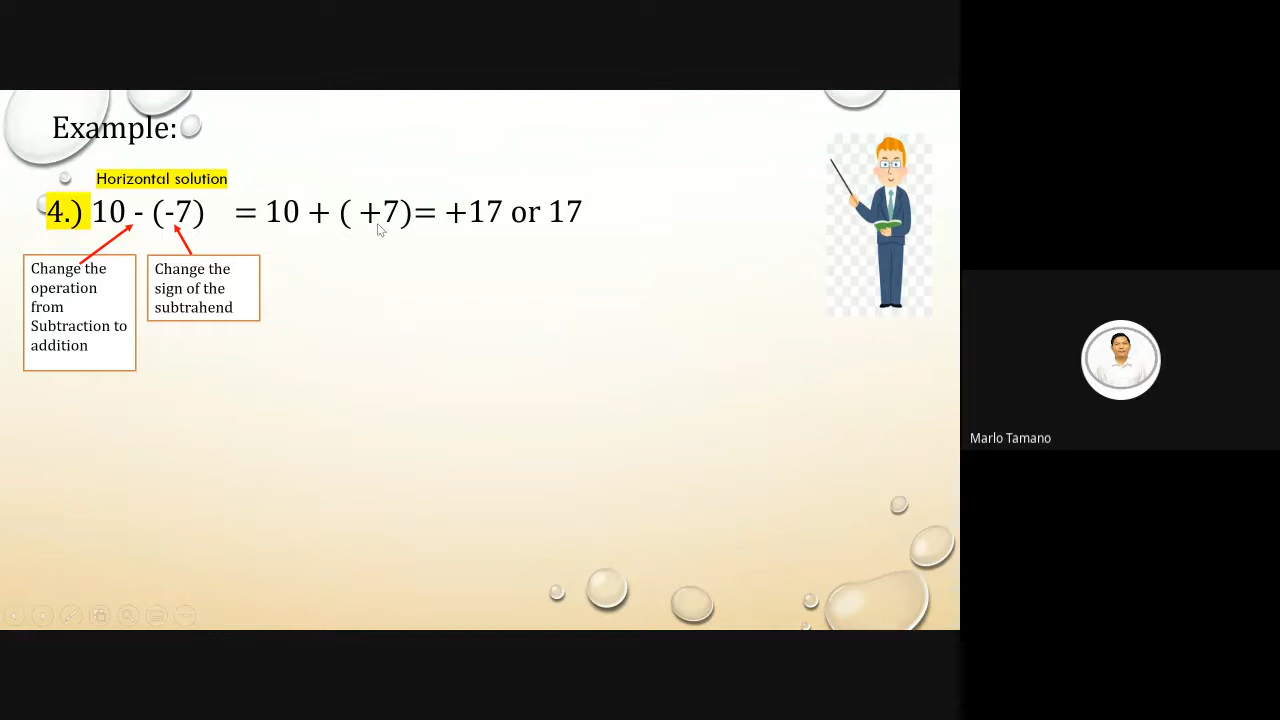 Example:
Horizontal solution
4.) 10 - (-7) = 10 + ( +7)= +17 or 17
Change the
operation
from
Subtraction to
addition
Change the
sign of the
subtrahend
Marlo Tamano